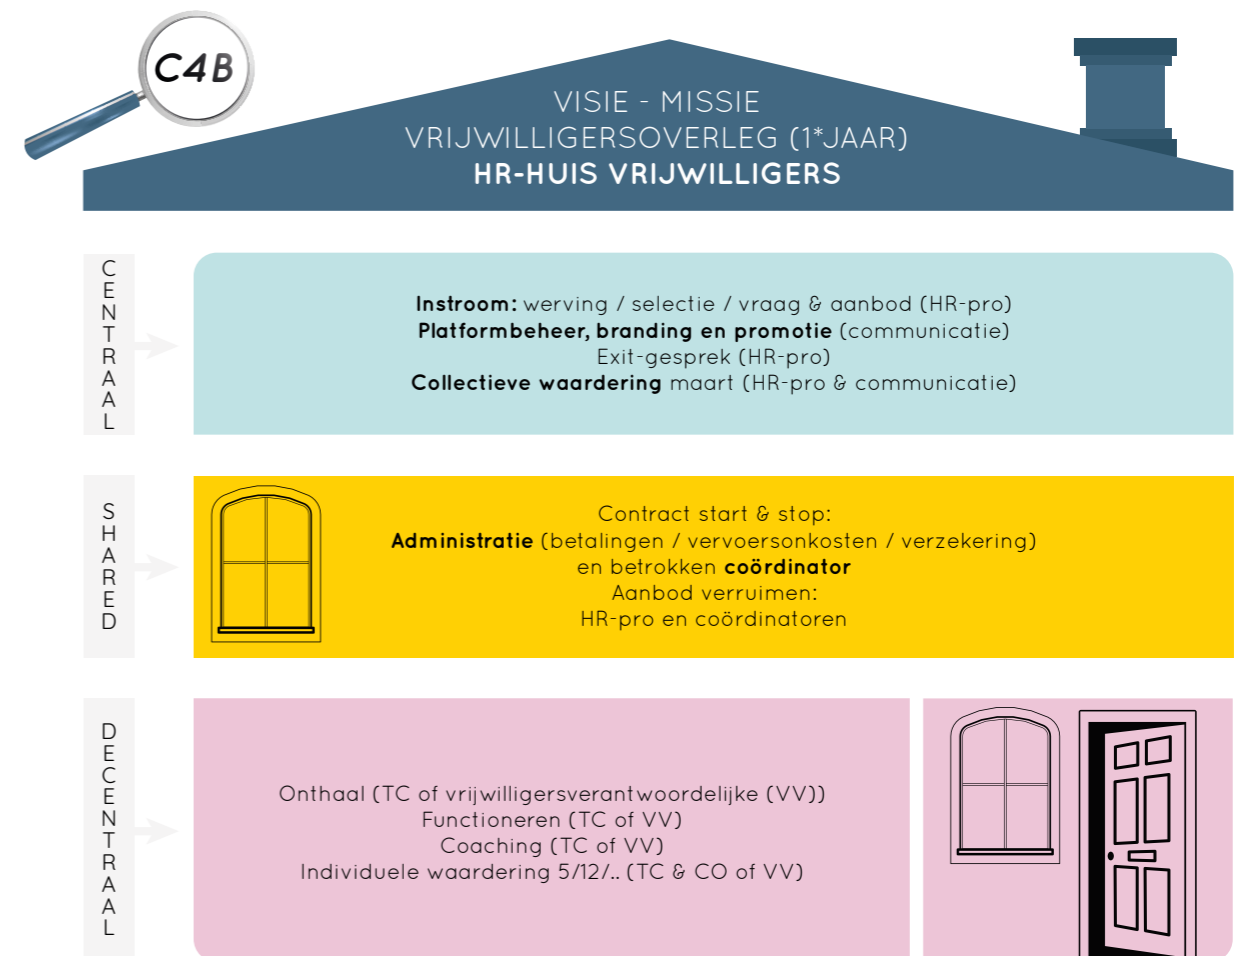 C4B
VISIE - MISSIE
VRIJWILLIGERSOVERLEG (1*JAAR)
HR-HUIS VRIJWILLIGERS
CENTRAAL
Instroom: werving / selectie / vraag & aanbod (HR-pro)
Platformbeheer, branding en promotie (communicatie)
Exit-gesprek (HR-pro)
Collectieve waardering maart (HR-pro & communicatie)
SHARED
Contract start & stop:
Administratie (betalingen / vervoersonkosten / verzekering)
en betrokken coördinator
Aanbod verruimen:
HR-pro en coördinatoren
DECENTRAAL
Onthaal (TC of vrijwilligersverantwoordelijke (VV))
Functioneren (TC of VV)
Coaching (TC of VV)
Individuele waardering 5/12/.. (TC & CO of VV)